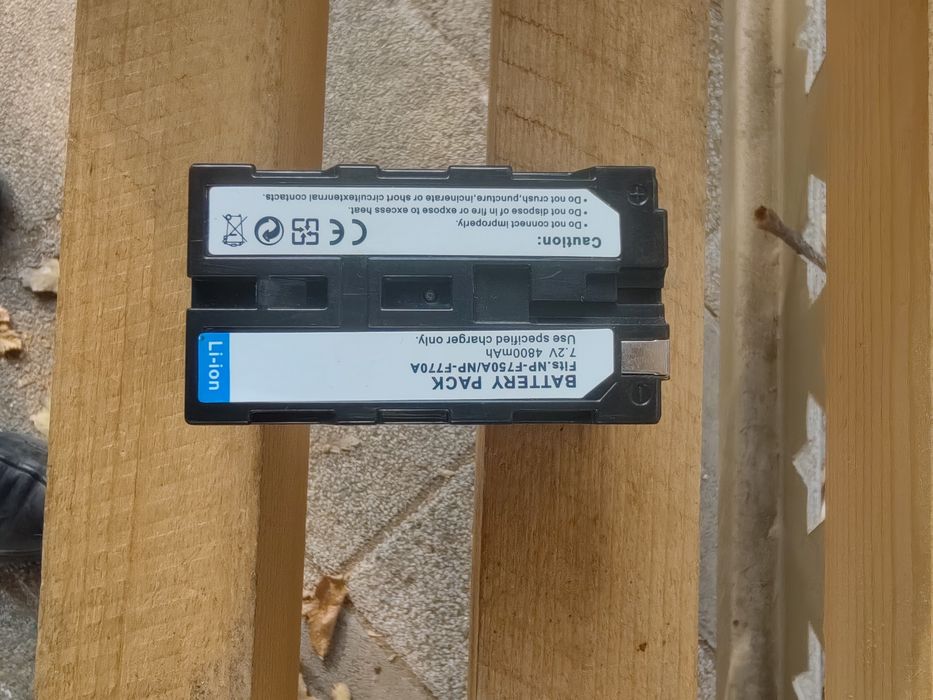 BATTERY PACK
Fits.NP-F750A/NP-F770A
7.2V 4800mAh
Use specified charger only.
Li-ion
Caution:
• Do not connect improperly.
• Do not dispose of in fire or expose to excess heat.
• Do not crush,puncture,incinerate or short circuit/extenrnal contacts.
CE